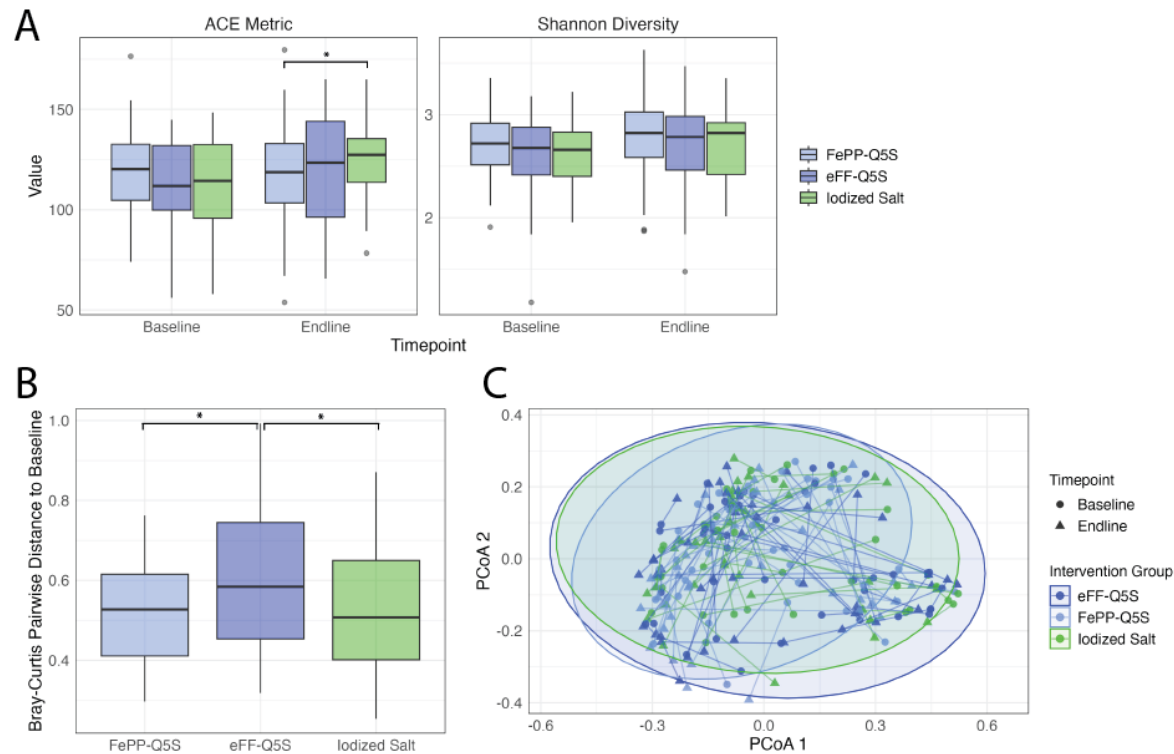 A
ACE Metric
Shannon Diversity
*
Value
150
100
50
3
2
Baseline
Endline
Baseline
Endline
Timepoint
FePP-Q5S
eFF-Q5S
Iodized Salt
B
Bray-Curtis Pairwise Distance to Baseline
1.0
0.8
0.6
0.4
*
*
FePP-Q5S
eFF-Q5S
Iodized Salt
C
PCoA 2
0.4
0.2
0.0
-0.2
-0.4
-0.6
-0.3
0.0
0.3
0.6
PCoA 1
Timepoint
Baseline
Endline
Intervention Group
eFF-Q5S
FePP-Q5S
Iodized Salt